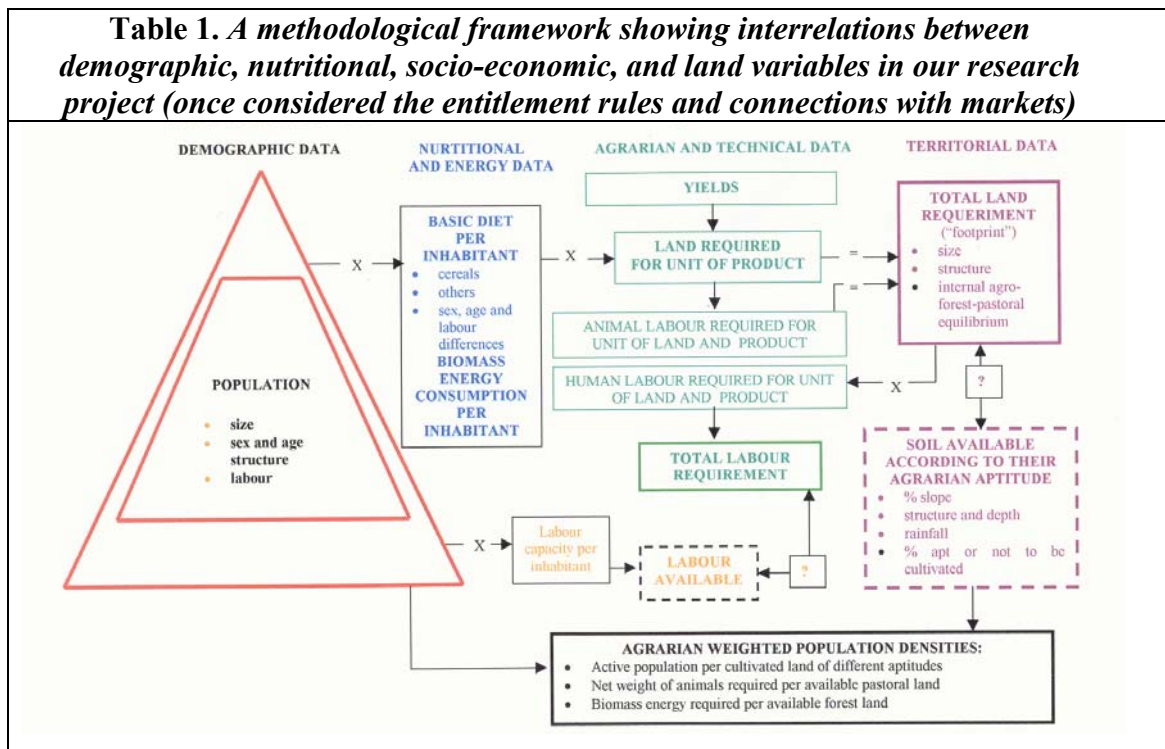 Table 1. A methodological framework showing interrelations between
demographic, nutritional, socio-economic, and land variables in our research
project (once considered the entitlement rules and connections with markets)
DEMOGRAPHIC DATA
POPULATION
• size
• sex and age
structure
• labour
NURTITIONAL
AND ENERGY DATA
X
BASIC DIET
PER
INHABITANT
• cereals
• others
• sex, age and
labour
differences
BIOMASS
ENERGY
CONSUMPTION
PER
INHABITANT
X
AGRARIAN AND TECHNICAL DATA
YIELDS
LAND REQUIRED
FOR UNIT OF PRODUCT
=
=
ANIMAL LABOUR REQUIRED FOR
UNIT OF LAND AND PRODUCT
HUMAN LABOUR REQUIRED FOR UNIT
OF LAND AND PRODUCT
X
TOTAL LABOUR
REQUIREMENT
TERRITORIAL DATA
TOTAL LAND
REQUERIMENT
("footprint")
• size
• structure
• internal agro-
forest-pastoral
equilibrium
?
SOIL AVAILABLE
ACCORDING TO THEIR
AGRARIAN APTITUDE
• % slope
• structure and depth
• rainfall
• % apt or not to be
cultivated
X
Labour
capacity per
inhabitant
LABOUR
AVAILABLE
?
AGRARIAN WEIGHTED POPULATION DENSITIES:
• Active population per cultivated land of different aptitudes
• Net weight of animals required per available pastoral land
• Biomass energy required per available forest land